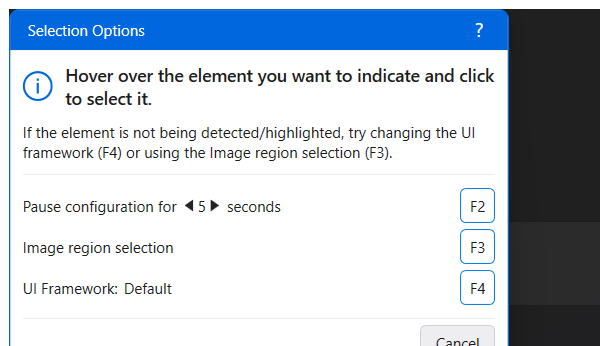 Selection Options ?
Hover over the element you want to indicate and click
to select it.
If the element is not being detected/highlighted, try changing the UI
framework (F4) or using the Image region selection (F3).
Pause configuration for ◀ 5 ▶ seconds F2
Image region selection F3
UI Framework: Default F4
Cancel